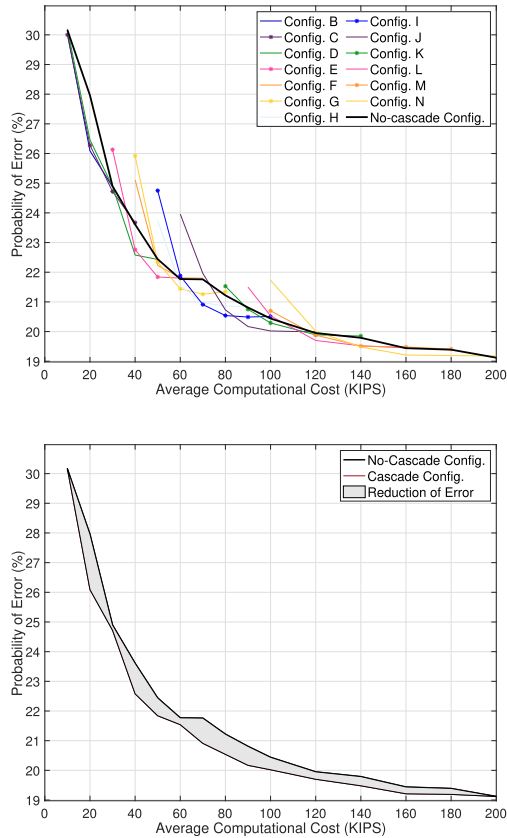 Config. B Config. I
Config. C Config. J
Config. D Config. K
Config. E Config. L
Config. F Config. M
Config. G Config. N
Config. H No-cascade Config.
Probability of Error (%)
30
29
28
27
26
25
24
23
22
21
20
19
0 20 40 60 80 100 120 140 160 180 200
Average Computational Cost (KIPS)
No-Cascade Config.
Cascade Config.
Reduction of Error
Probability of Error (%)
30
29
28
27
26
25
24
23
22
21
20
19
0 20 40 60 80 100 120 140 160 180 200
Average Computational Cost (KIPS)